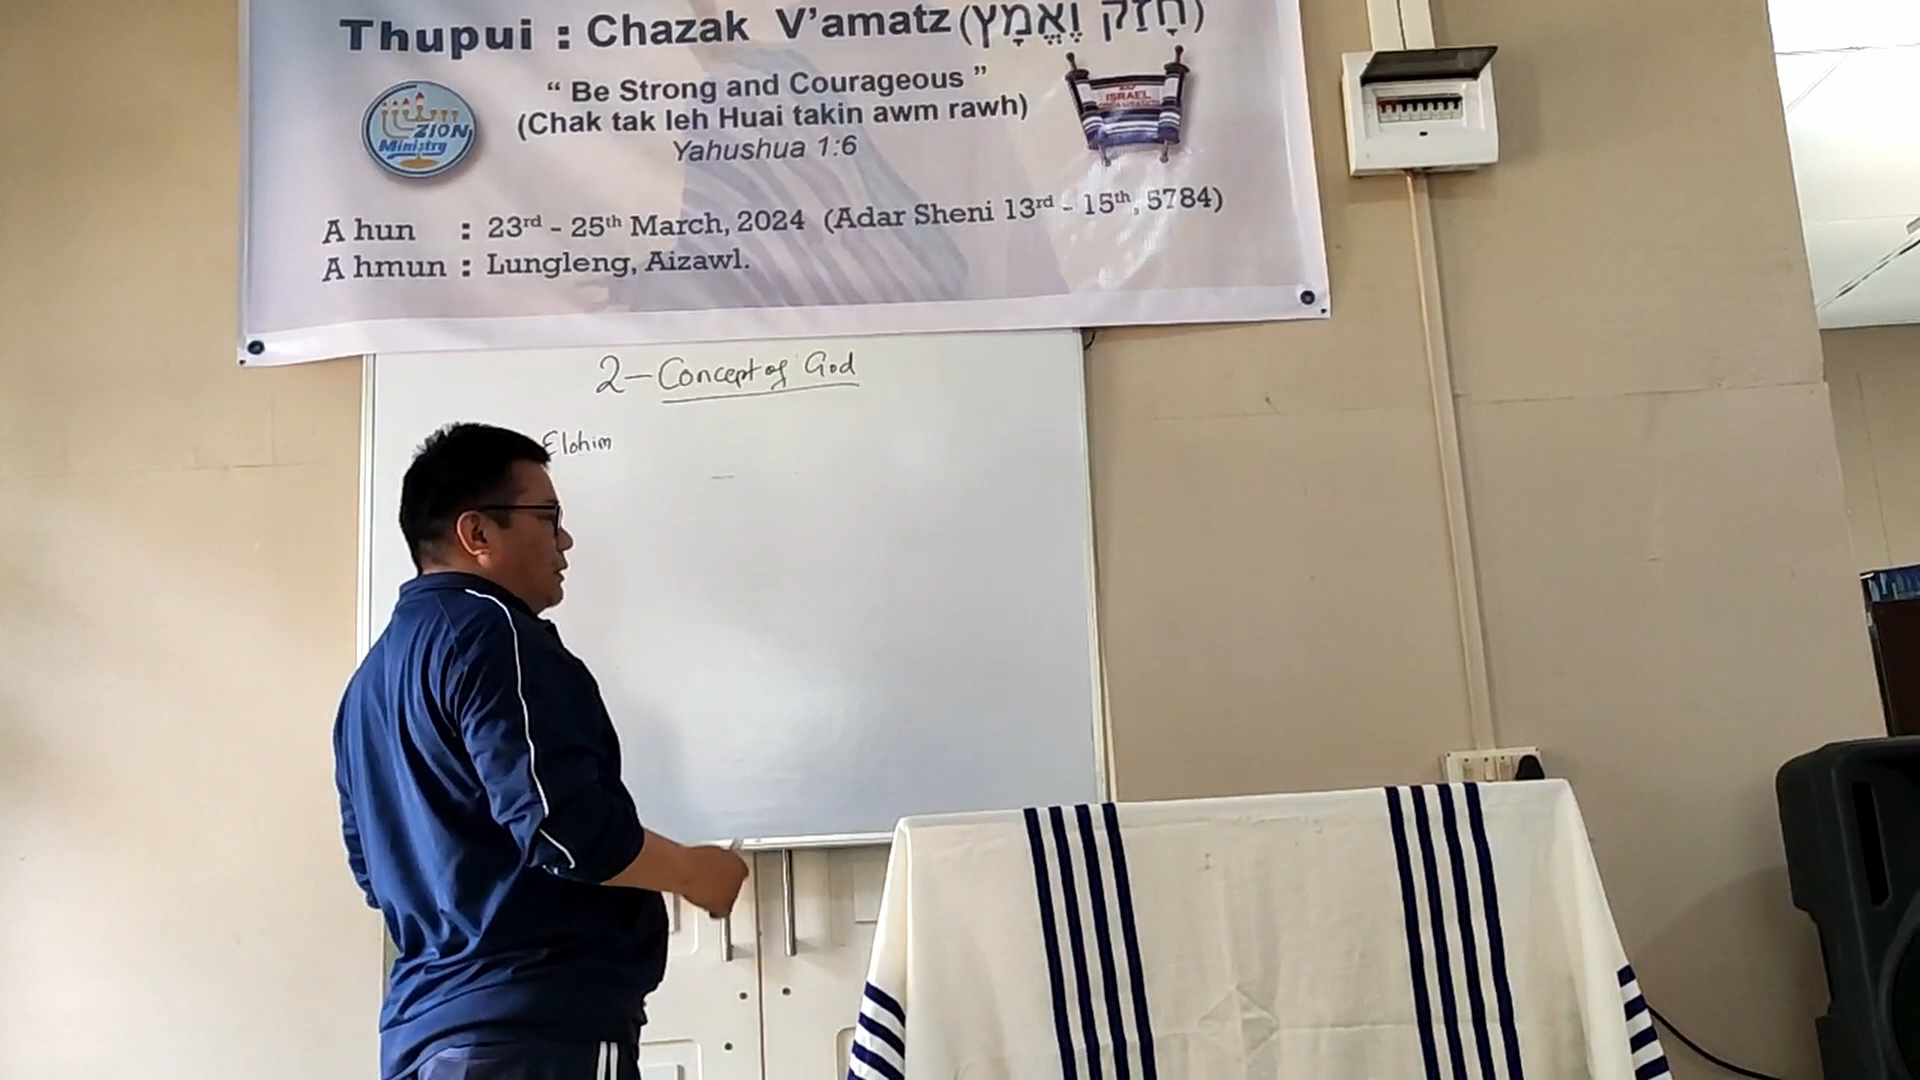 Thupui : Chazak V'amatz (חָזַק וֶאֱמָץ)
“ Be Strong and Courageous ”
(Chak tak leh Huai takin awm rawh)
Yahushua 1:6
ZION
Ministry
ISRAEL
A hun : 23rd - 25th March, 2024 (Adar Sheni 13rd - 15th, 5784)
A hmun : Lungleng, Aizawl.
2 - Concept of God
Elohim